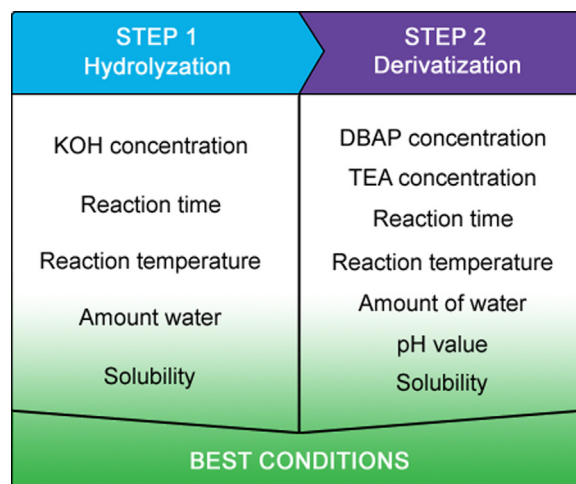 STEP 1
Hydrolyzation
STEP 2
Derivatization
KOH concentration
Reaction time
Reaction temperature
Amount water
Solubility
DBAP concentration
TEA concentration
Reaction time
Reaction temperature
Amount of water
pH value
Solubility
BEST CONDITIONS